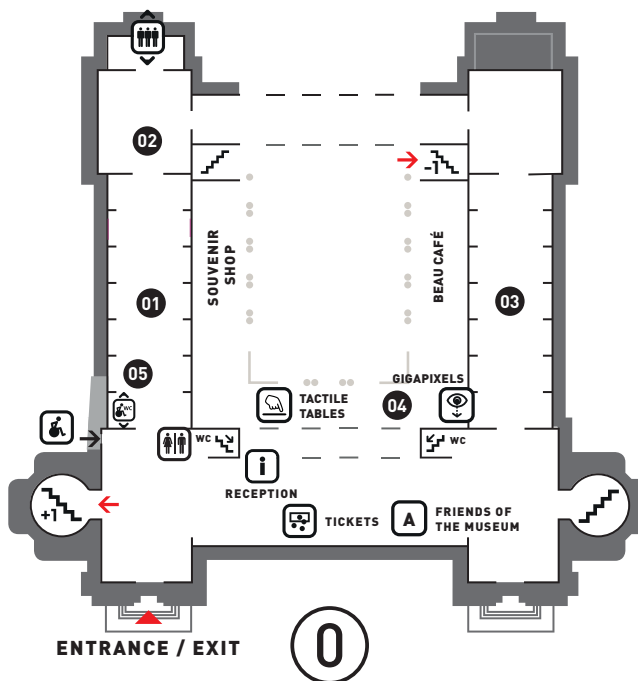 02
-1
SOUVENIR
SHOP
BEAU CAFÉ
01
03
05
GIGAPIXELS
TACTILE
TABLES
04
WC
WC
WC
i
RECEPTION
+1
TICKETS
A
FRIENDS OF
THE MUSEUM
ENTRANCE / EXIT
0